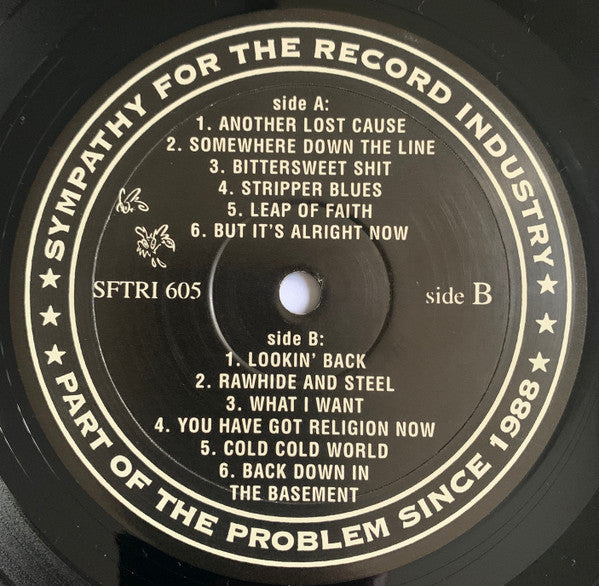 SYMPATHY FOR THE RECORD INDUSTRY
side A:
1. ANOTHER LOST CAUSE
2. SOMEWHERE DOWN THE LINE
3. BITTERSWEET SHIT
4. STRIPPER BLUES
5. LEAP OF FAITH
6. BUT IT'S ALRIGHT NOW
SFTRI 605
side B
side B:
1. LOOKIN' BACK
2. RAWHIDE AND STEEL
3. WHAT I WANT
4. YOU HAVE GOT RELIGION NOW
5. COLD COLD WORLD
6. BACK DOWN IN
THE BASEMENT
PART OF THE PROBLEM SINCE 1988